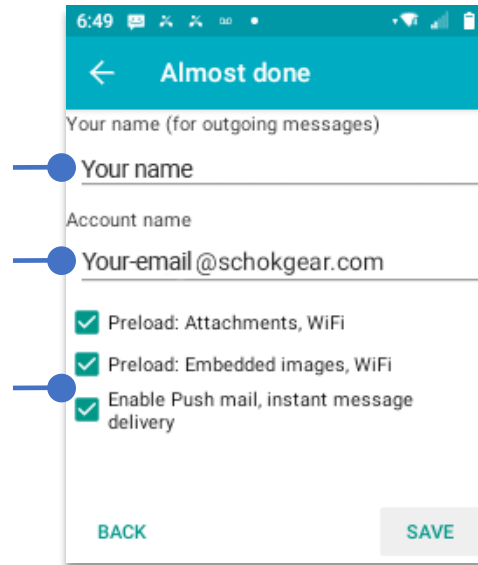 6:49
Almost done
Your name (for outgoing messages)
Your name
Account name
Your-email@schokgear.com
Preload: Attachments, WiFi
Preload: Embedded images, WiFi
Enable Push mail, instant message
delivery
BACK SAVE